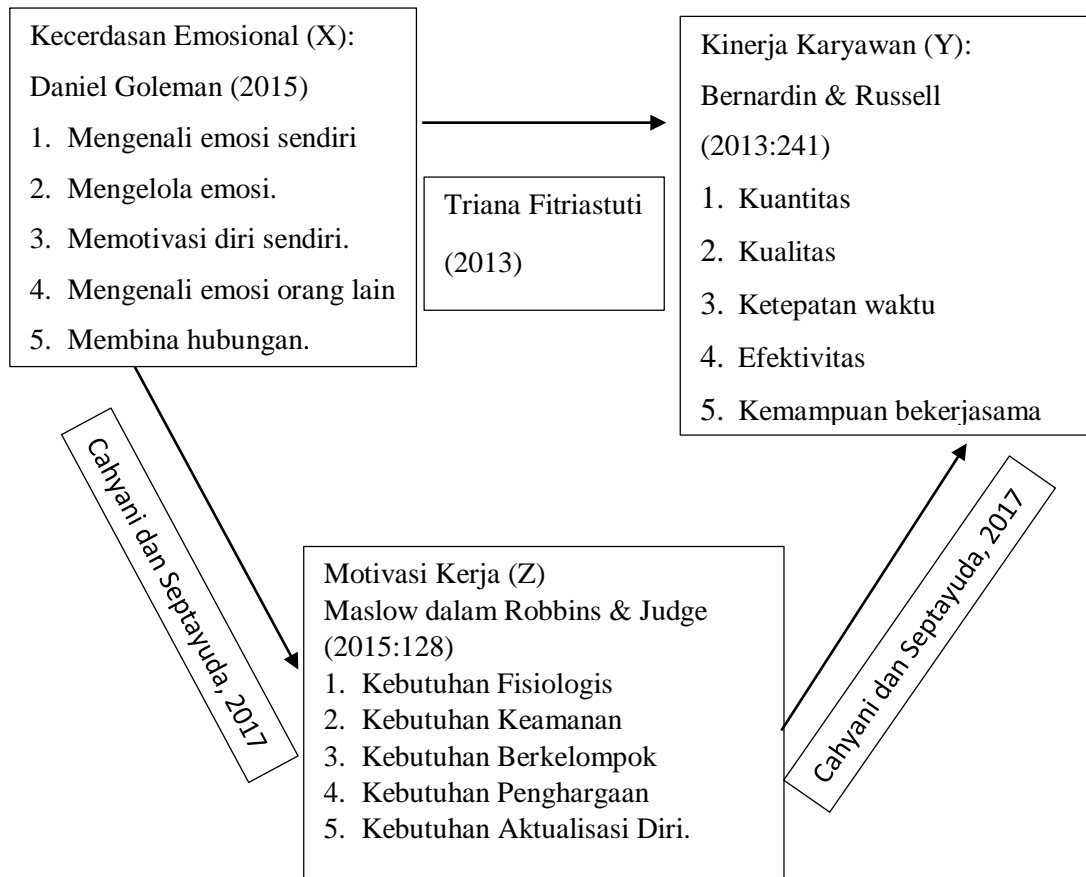 Kecerdasan Emosional (X):
Daniel Goleman (2015)
1. Mengenali emosi sendiri
2. Mengelola emosi.
3. Memotivasi diri sendiri.
4. Mengenali emosi orang lain
5. Membina hubungan.
Triana Fitriastuti
(2013)
Kinerja Karyawan (Y):
Bernardin & Russell
(2013:241)
1. Kuantitas
2. Kualitas
3. Ketepatan waktu
4. Efektivitas
5. Kemampuan bekerjasama
Cahyani dan Septayuda, 2017
Motivasi Kerja (Z)
Maslow dalam Robbins & Judge
(2015:128)
1. Kebutuhan Fisiologis
2. Kebutuhan Keamanan
3. Kebutuhan Berkelompok
4. Kebutuhan Penghargaan
5. Kebutuhan Aktualisasi Diri.
Cahyani dan Septayuda, 2017